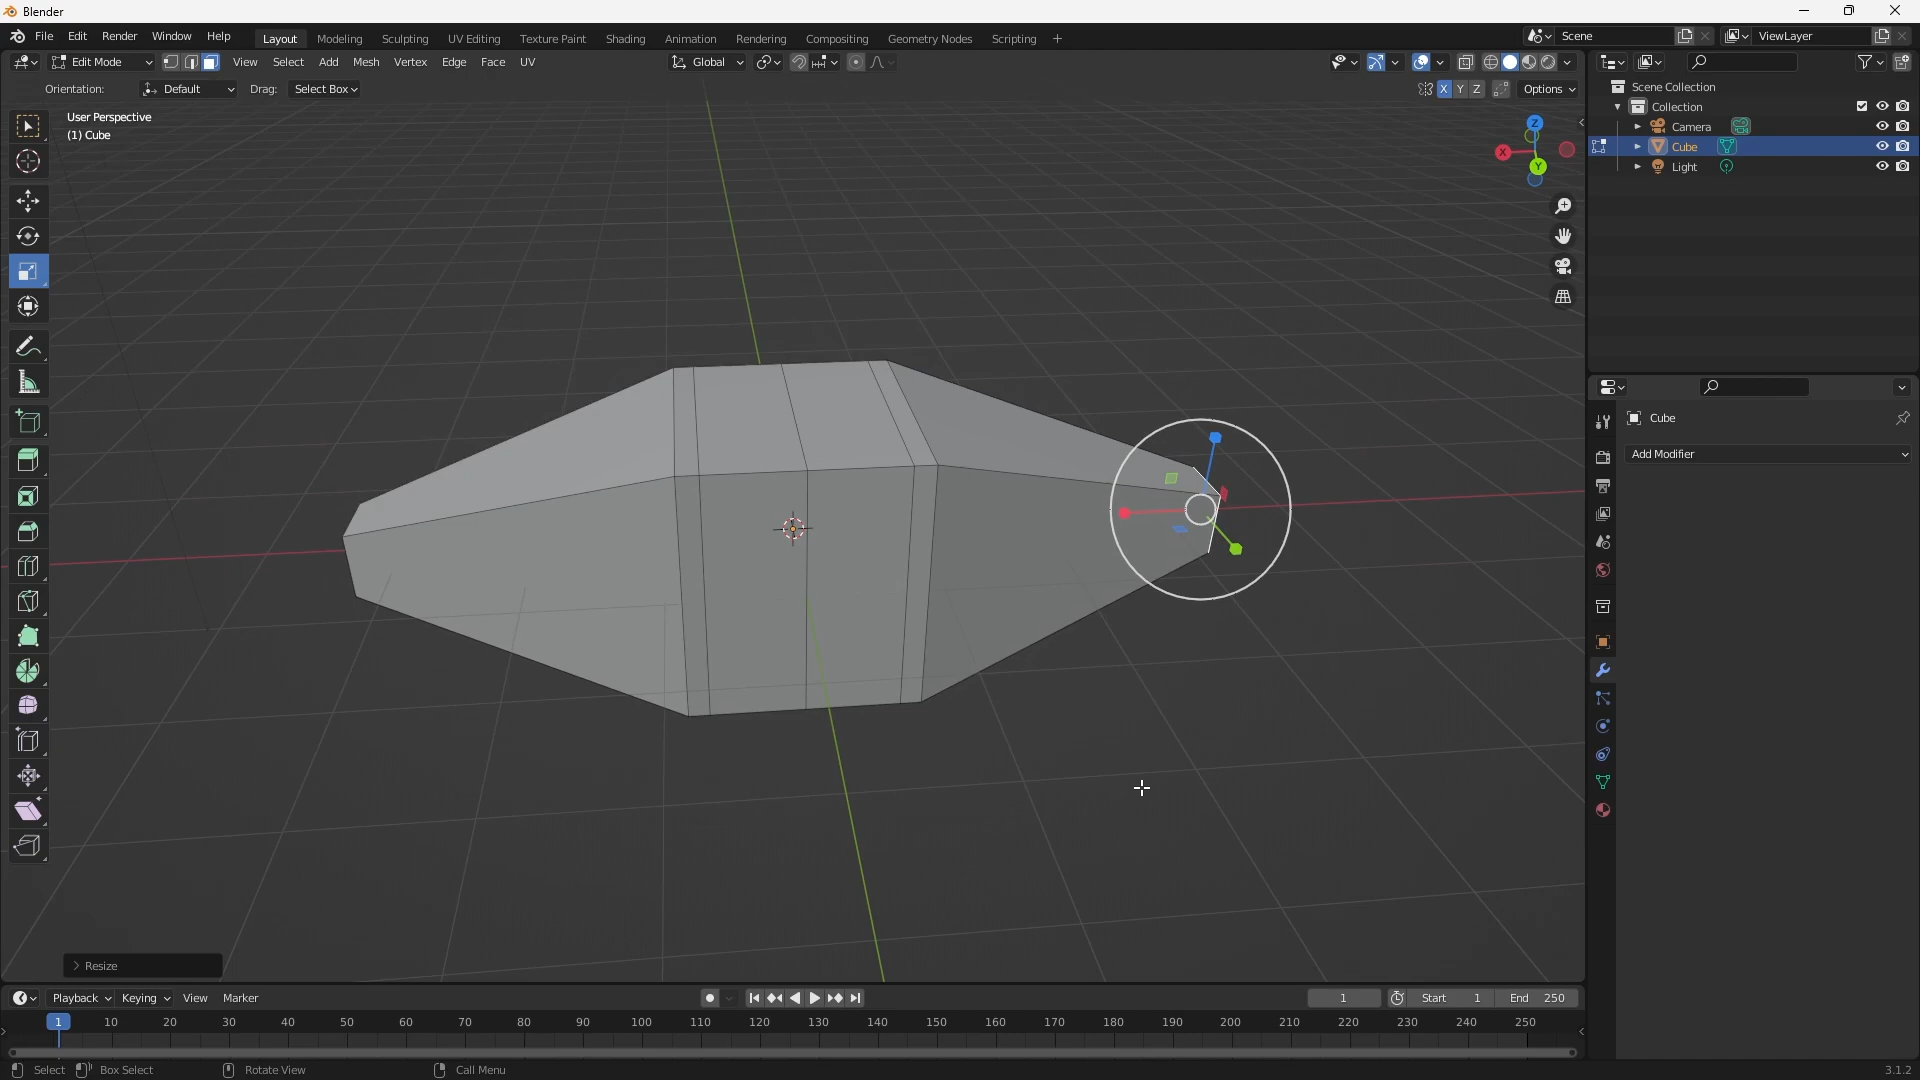 Blender
File Edit Render Window Help Layout Modeling Sculpting UV Editing Texture Paint Shading Animation Rendering Compositing Geometry Nodes Scripting + Scene ViewLayer
Edit Mode View Select Add Mesh Vertex Edge Face UV Global
Orientation: Default Drag: Select Box X Y Z Options
User Perspective
(1) Cube
Z
X
Y
Scene Collection
Collection
Camera
Cube
Light
Cube
Add Modifier
Resize
Playback Keying View Marker 1 Start 1 End 250
1 10 20 30 40 50 60 70 80 90 100 110 120 130 140 150 160 170 180 190 200 210 220 230 240 250
Select Box Select Rotate View Call Menu 3.1.2